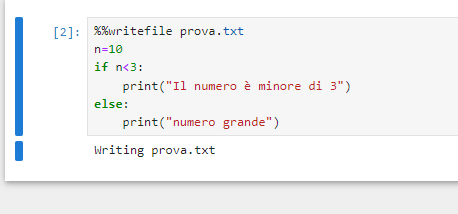 [2]: %%writefile prova.txt
n=10
if n<3:
    print("Il numero è minore di 3")
else:
    print("numero grande")
Writing prova.txt